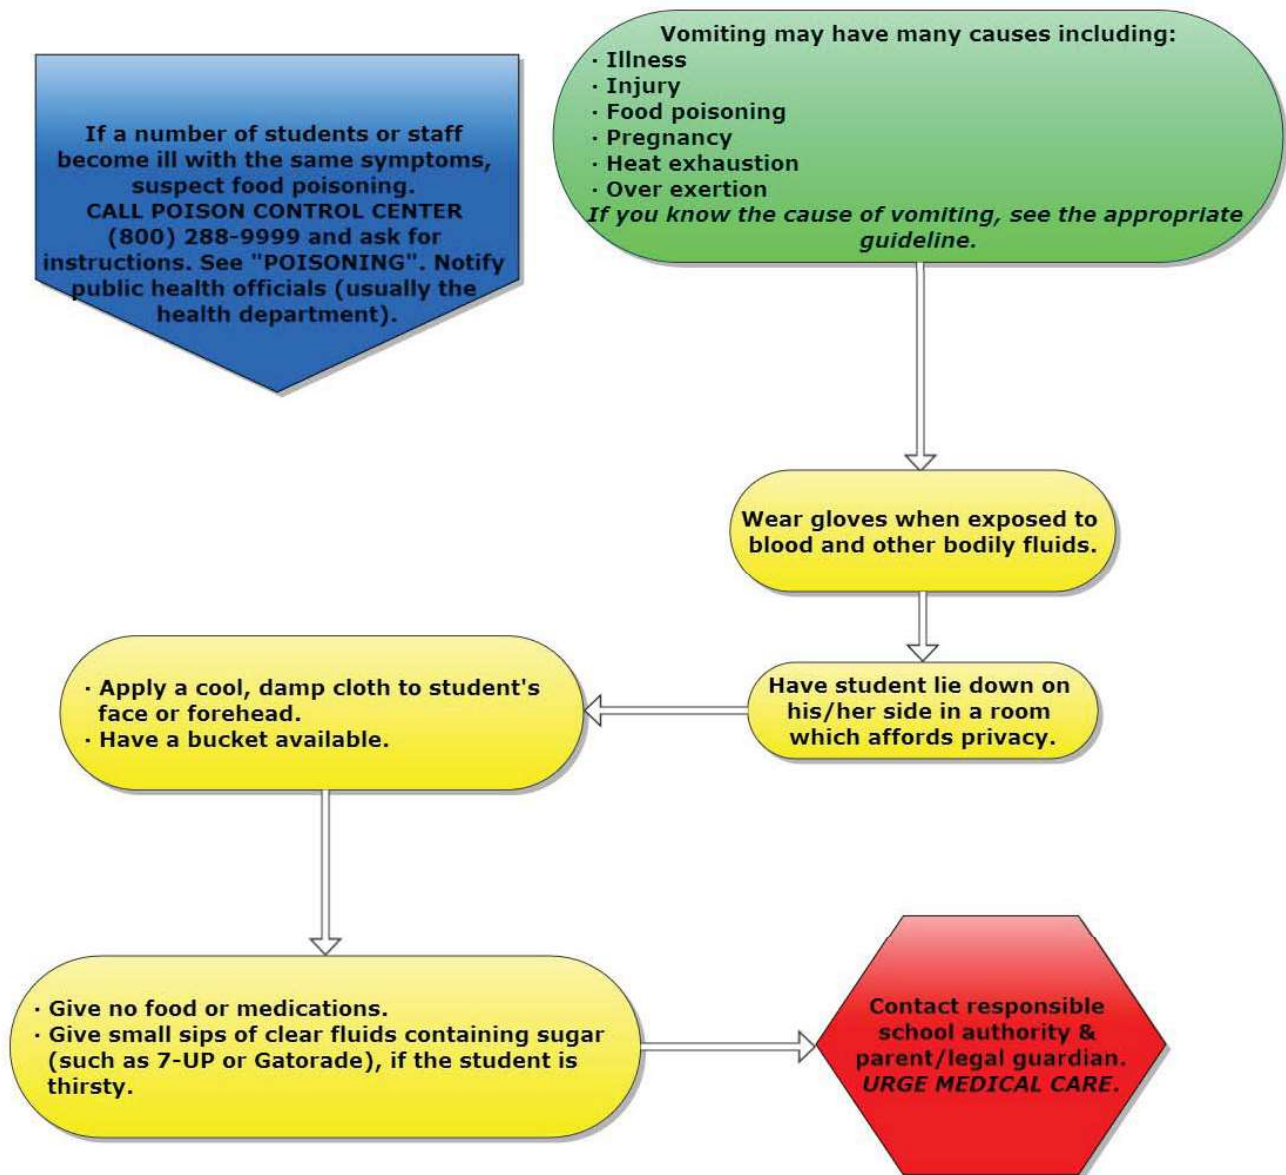 If a number of students or staff
become ill with the same symptoms,
suspect food poisoning.
CALL POISON CONTROL CENTER
(800) 288-9999 and ask for
instructions. See "POISONING". Notify
public health officials (usually the
health department).
Vomiting may have many causes including:
· Illness
· Injury
· Food poisoning
· Pregnancy
· Heat exhaustion
· Over exertion
If you know the cause of vomiting, see the appropriate
guideline.
Wear gloves when exposed to
blood and other bodily fluids.
Have student lie down on
his/her side in a room
which affords privacy.
· Apply a cool, damp cloth to student's
face or forehead.
· Have a bucket available.
· Give no food or medications.
· Give small sips of clear fluids containing sugar
(such as 7-UP or Gatorade), if the student is
thirsty.
Contact responsible
school authority &
parent/legal guardian.
URGE MEDICAL CARE.